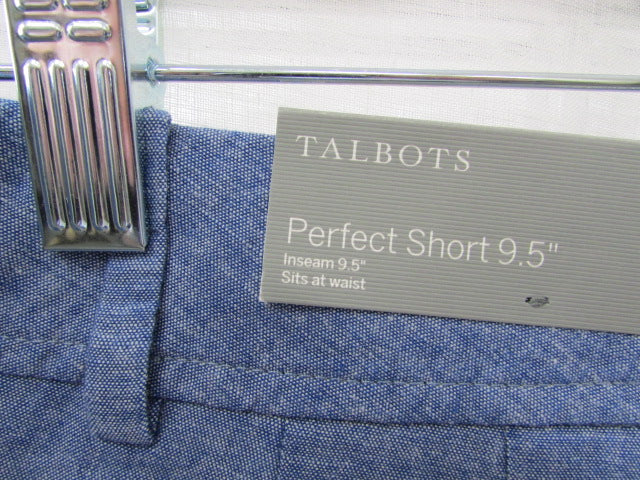 TALBOTS
Perfect Short 9.5"
Inseam 9.5"
Sits at waist